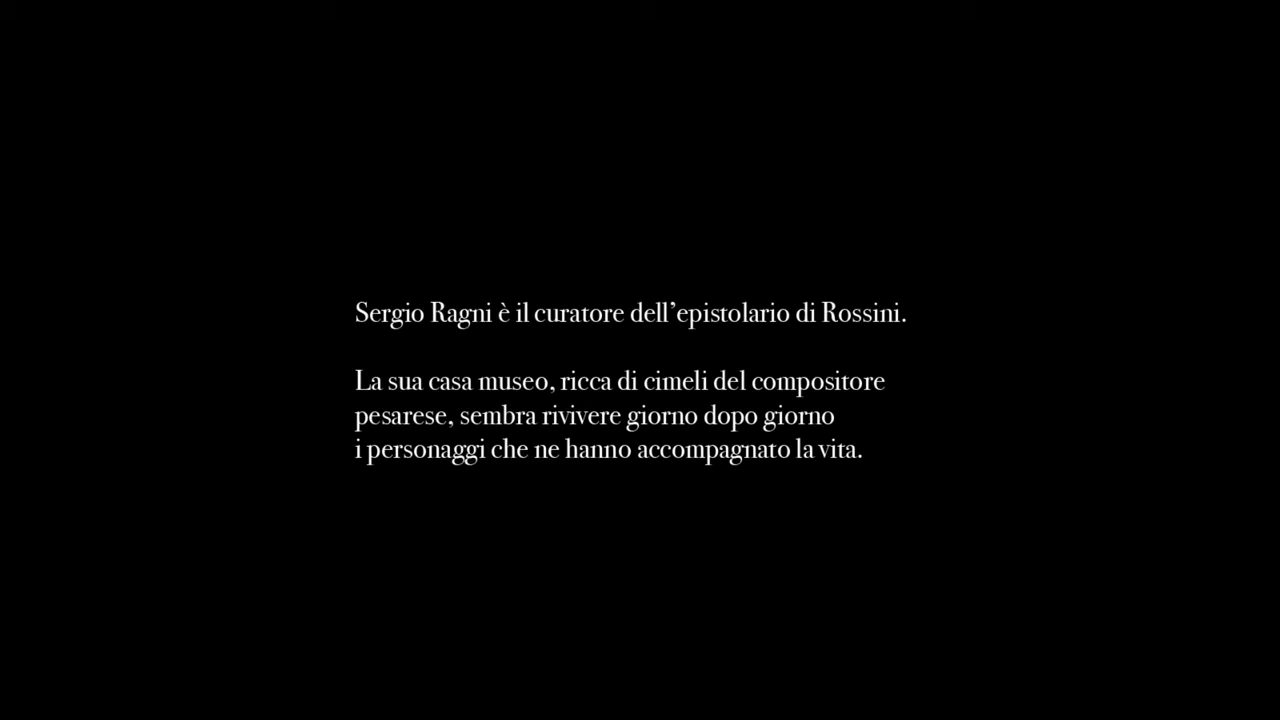 Sergio Ragni è il curatore dell’epistolario di Rossini.
La sua casa museo, ricca di cimeli del compositore
pesarese, sembra rivivere giorno dopo giorno
i personaggi che ne hanno accompagnato la vita.